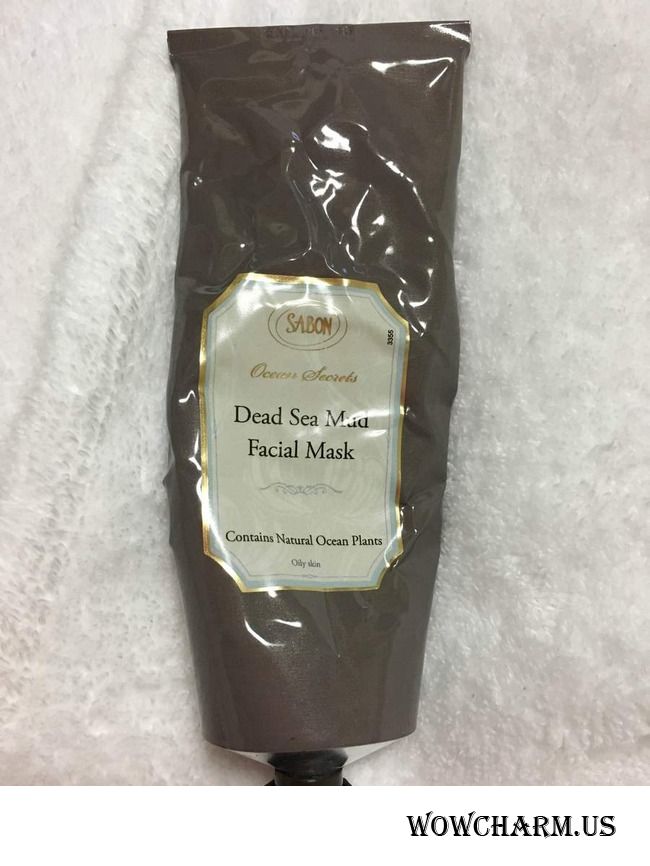 SABON
3355
Ocean Secrets
Dead Sea Mud
Facial Mask
Contains Natural Ocean Plants
Oily skin
WOWCHARM.US